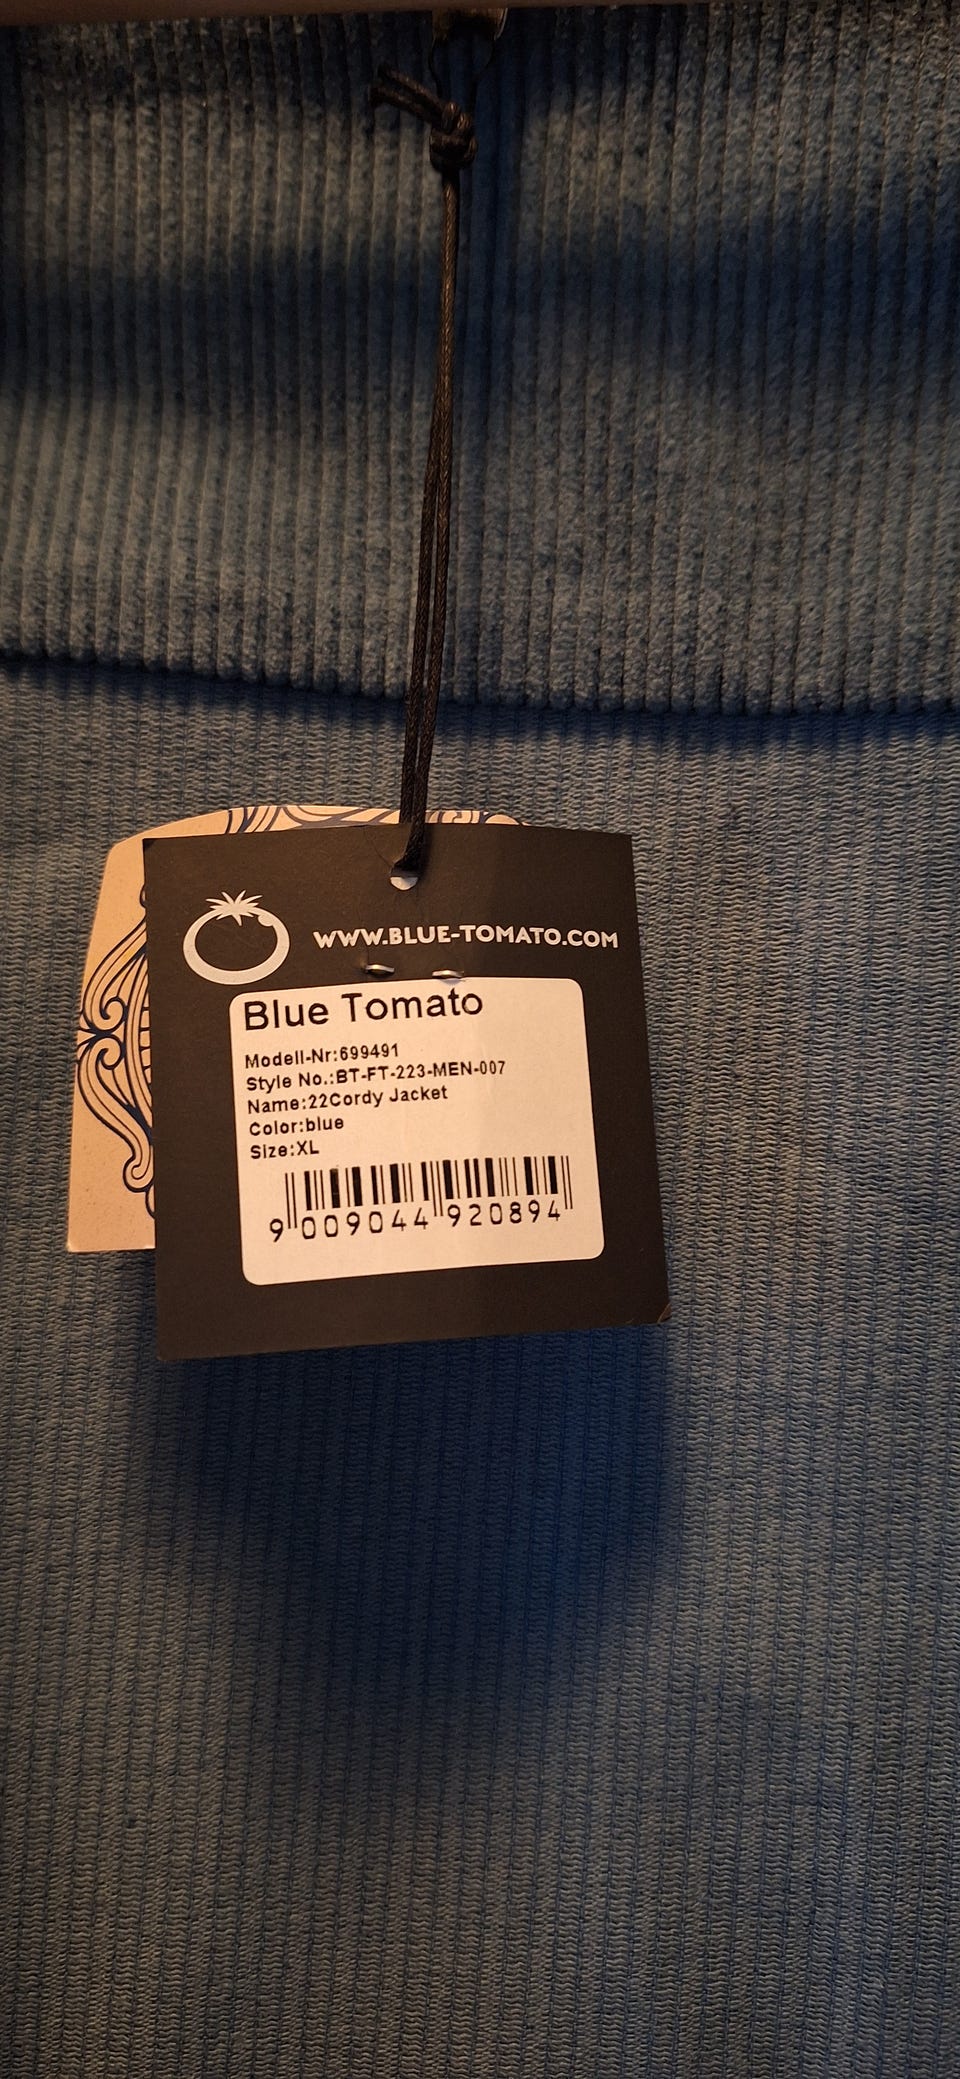 WWW.BLUE-TOMATO.COM
Blue Tomato
Modell-Nr:699491
Style No.:BT-FT-223-MEN-007
Name:22Cordy Jacket
Color:blue
Size:XL
9 009044 920894